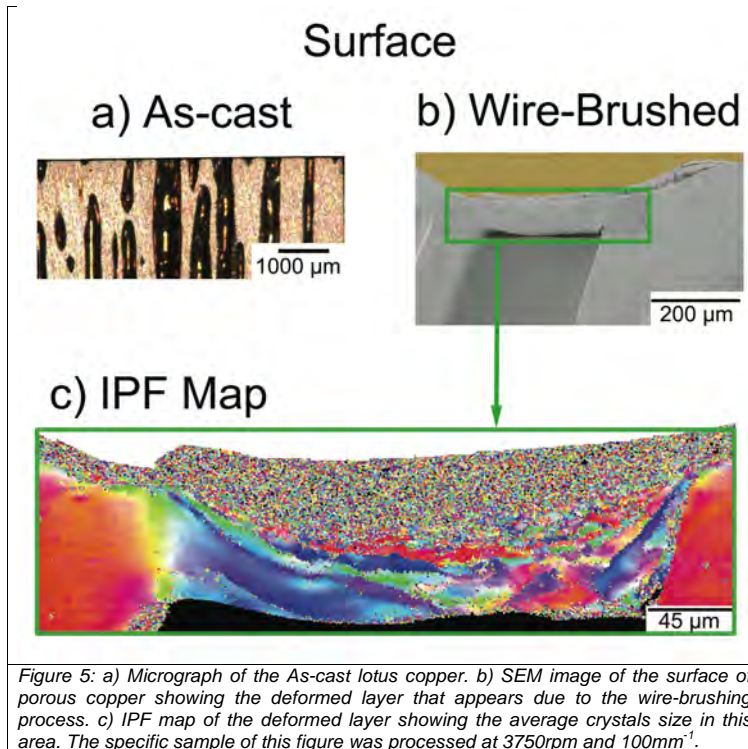 Surface
a) As-cast
b) Wire-Brushed
1000 µm
200 µm
c) IPF Map
45 µm
Figure 5: a) Micrograph of the As-cast lotus copper. b) SEM image of the surface of
porous copper showing the deformed layer that appears due to the wire-brushing
process. c) IPF map of the deformed layer showing the average crystals size in this
area. The specific sample of this figure was processed at 3750rpm and 100mm⁻¹.